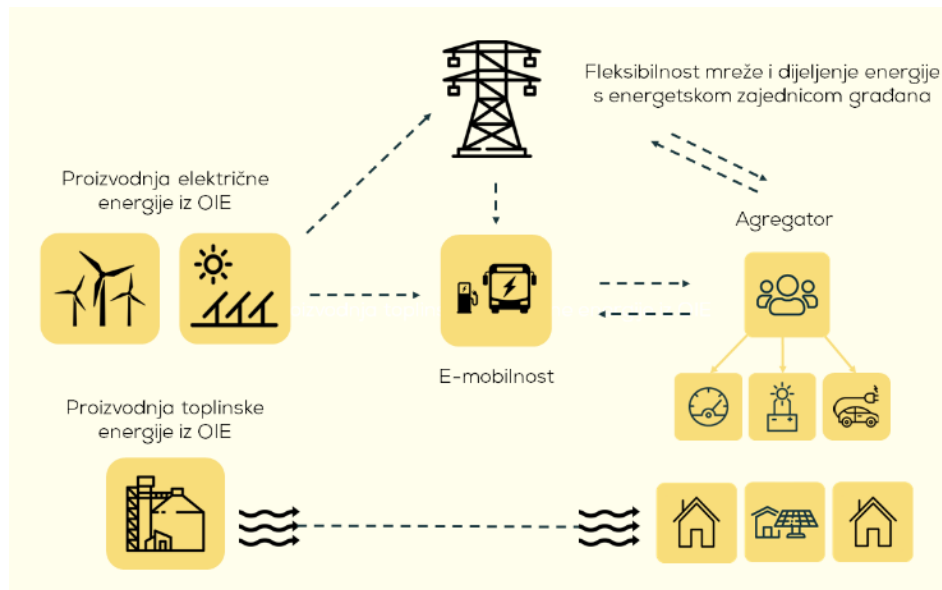 Fleksibilnost mreže i dijeljenje energije
s energetskom zajednicom građana
Proizvodnja električne
energije iz OIE
Agregator
E-mobilnost
Proizvodnja toplinske
energije iz OIE